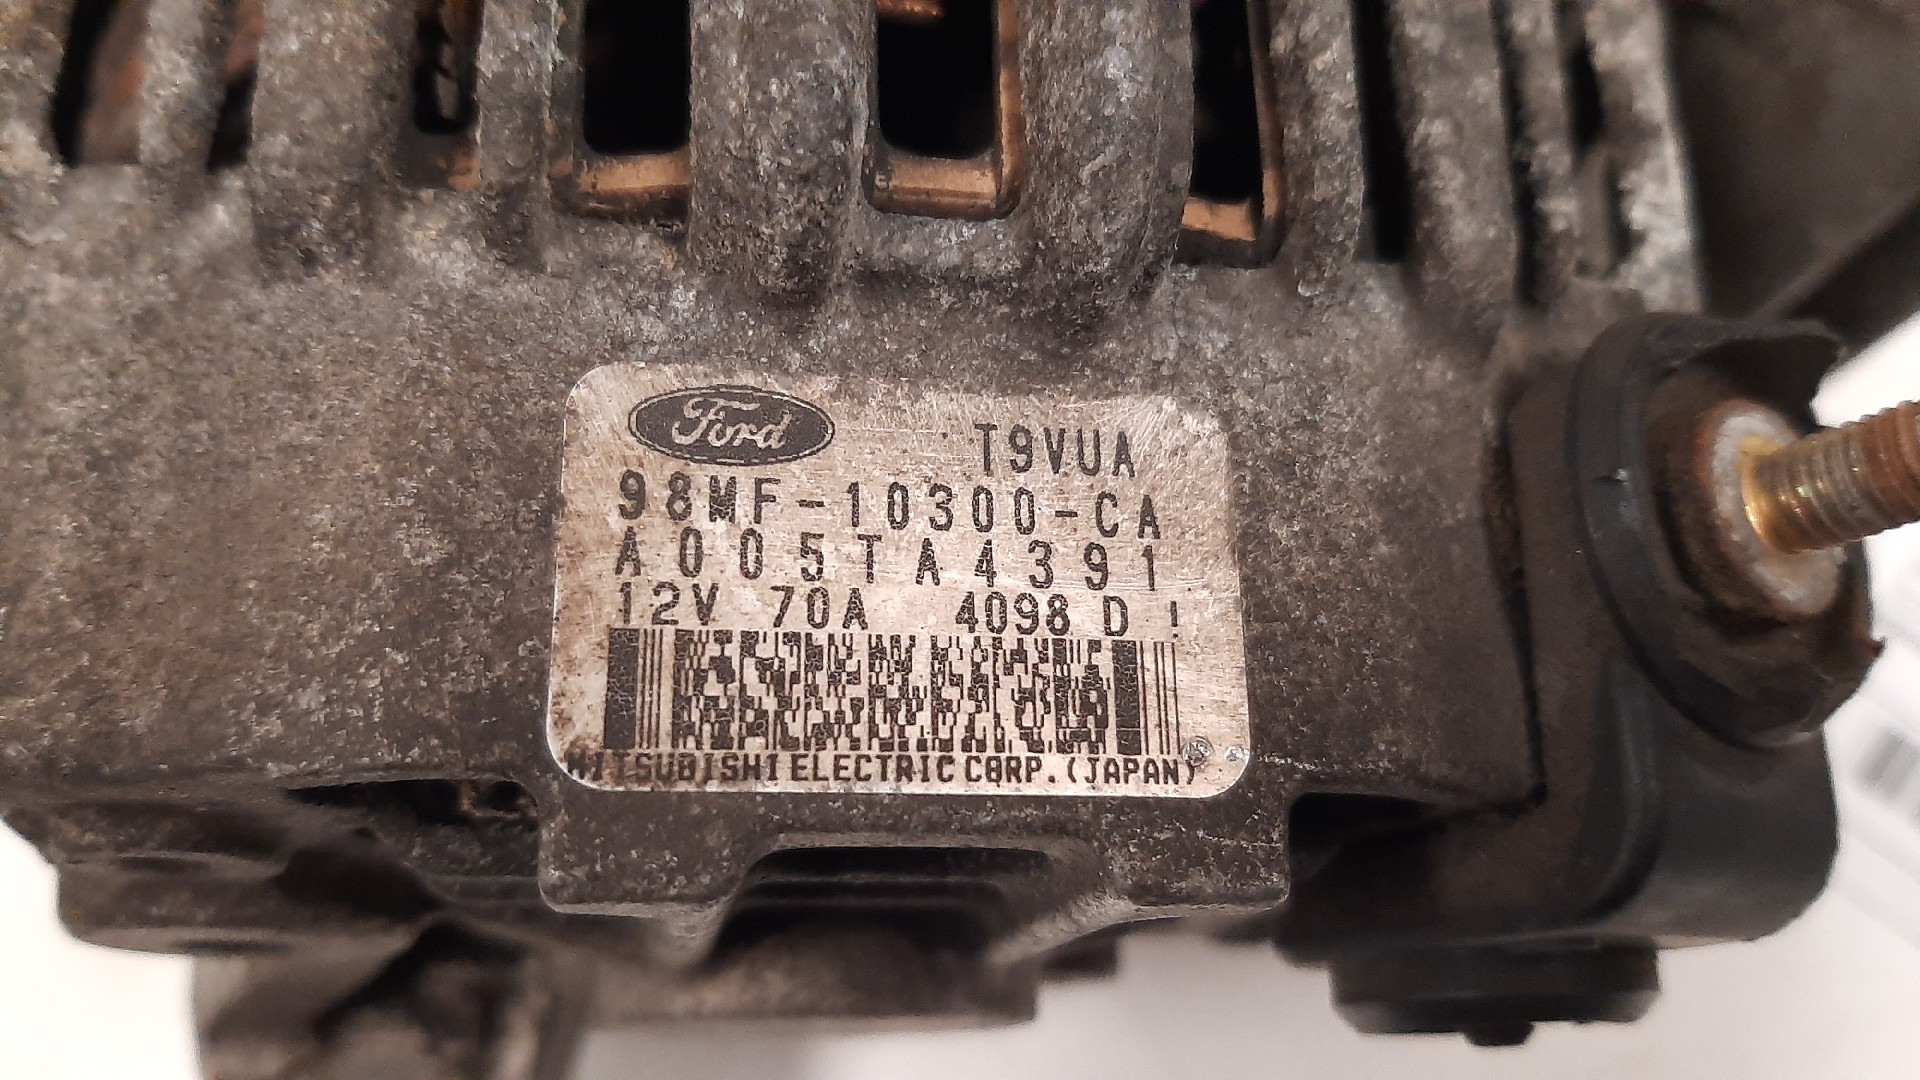 Ford T9VUA
98MF-10300-CA
A005TA4391
12V 70A 4098 D !
MITSUBISHI ELECTRIC CORP. (JAPAN)